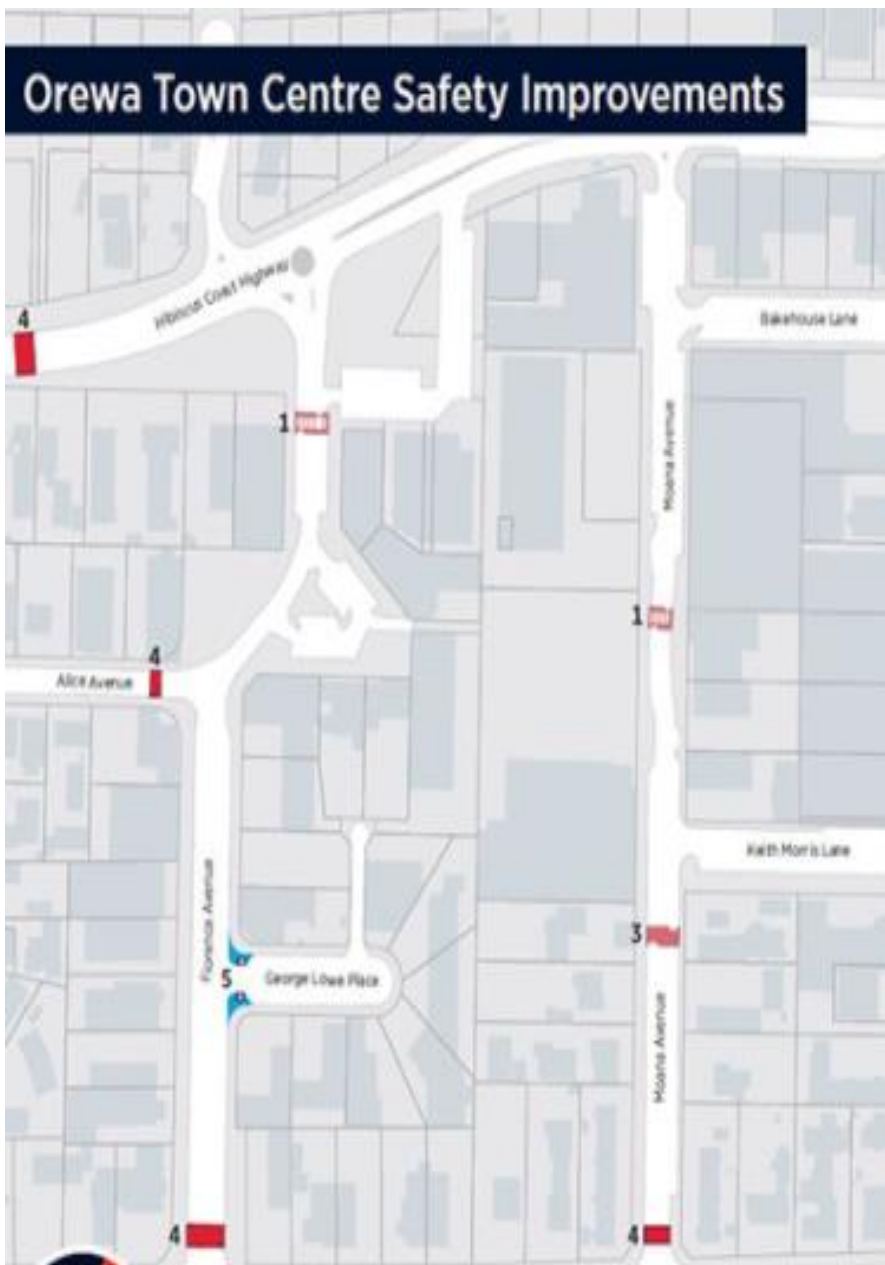 Orewa Town Centre Safety Improvements
Hibiscus Coast Highway
4
Bakehouse Lane
1
Moana Avenue
1
4
Alice Avenue
Keith Morris Lane
Florence Avenue
3
5
George Lowe Place
Moana Avenue
4
4